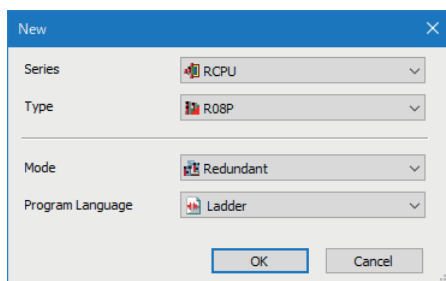 New
Series RCPU
Type R08P
Mode Redundant
Program Language Ladder
OK Cancel